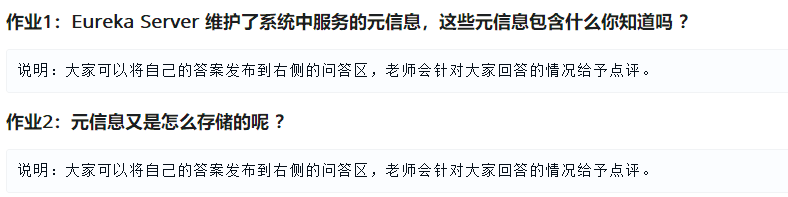 作业1：Eureka Server 维护了系统中服务的元信息，这些元信息包含什么你知道吗 ？
说明：大家可以将自己的答案发布到右侧的问答区，老师会针对大家回答的情况给予点评。
作业2：元信息又是怎么存储的呢 ？
说明：大家可以将自己的答案发布到右侧的问答区，老师会针对大家回答的情况给予点评。